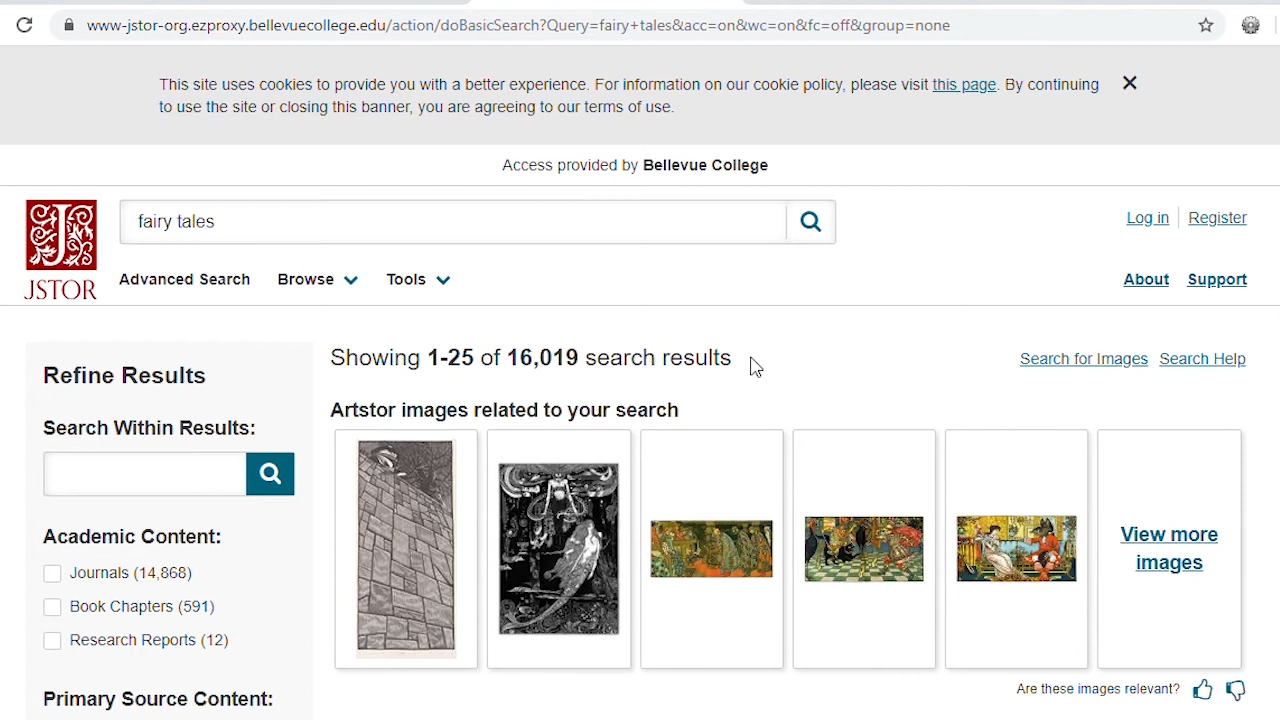 www-jstor-org.ezproxy.bellevuecollege.edu/action/doBasicSearch?Query=fairy+tales&acc=on&wc=on&fc=off&group=none
This site uses cookies to provide you with a better experience. For information on our cookie policy, please visit this page. By continuing
to use the site or closing this banner, you are agreeing to our terms of use.
Access provided by Bellevue College
fairy tales
Log in
Register
JSTOR
Advanced Search
Browse
Tools
About
Support
Refine Results
Search Within Results:
Academic Content:
Journals (14,868)
Book Chapters (591)
Research Reports (12)
Primary Source Content:
Showing 1-25 of 16,019 search results
Search for Images
Search Help
Artstor images related to your search
View more
images
Are these images relevant?